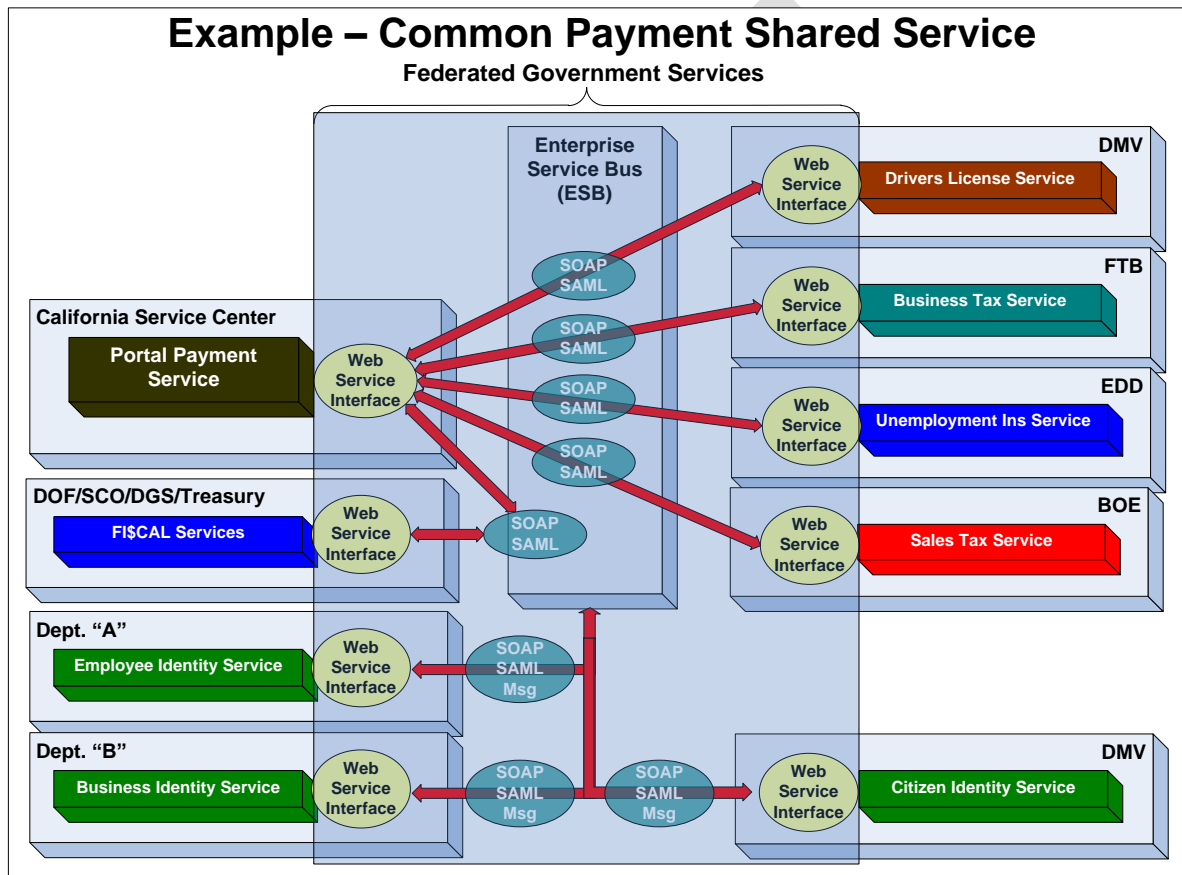 Example – Common Payment Shared Service
Federated Government Services
Enterprise
Service Bus
(ESB)
DMV
Web
Service
Interface
Drivers License Service
SOAP
SAML
FTB
Web
Service
Interface
Business Tax Service
California Service Center
Portal Payment
Service
Web
Service
Interface
SOAP
SAML
EDD
Web
Service
Interface
Unemployment Ins Service
SOAP
SAML
SOAP
SAML
BOE
Web
Service
Interface
Sales Tax Service
DOF/SCO/DGS/Treasury
FI$CAL Services
Web
Service
Interface
SOAP
SAML
Dept. “A”
Employee Identity Service
Web
Service
Interface
SOAP
SAML
Msg
Dept. “B”
Business Identity Service
Web
Service
Interface
SOAP
SAML
Msg
SOAP
SAML
Msg
DMV
Web
Service
Interface
Citizen Identity Service